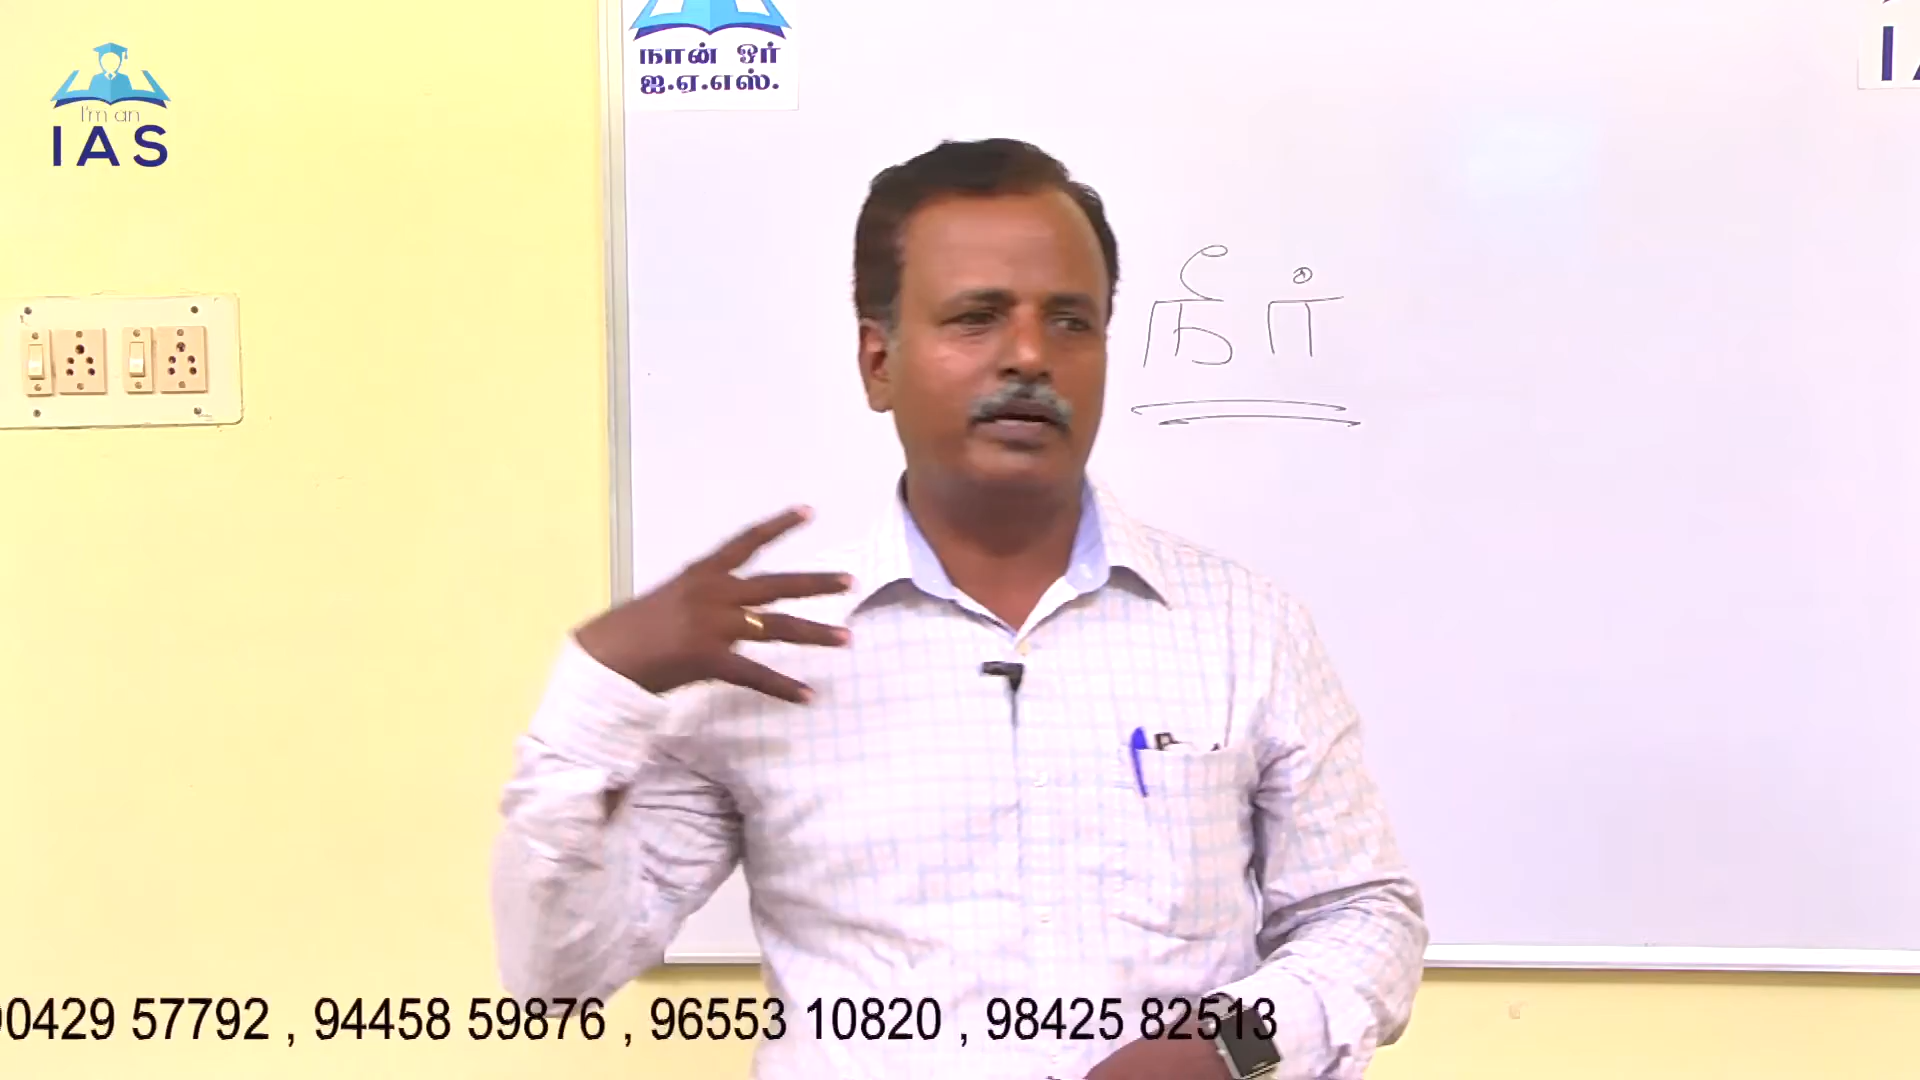 I'm an
IAS
நான் ஓர்
ஐ.ஏ.எஸ்.
நீர்
0429 57792 , 94458 59876 , 96553 10820 , 98425 82513